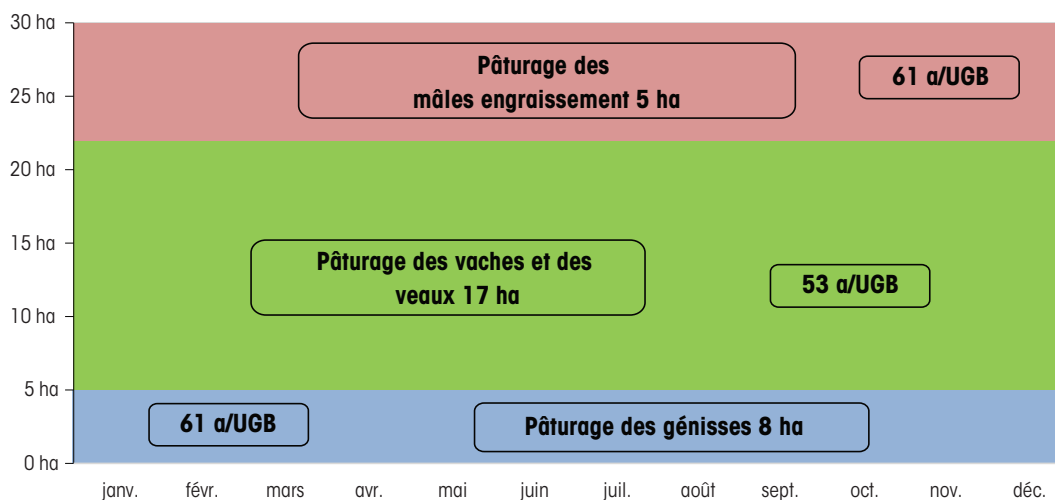 30 ha
25 ha
20 ha
15 ha
10 ha
5 ha
0 ha
Pâturage des
mâles engraissement 5 ha
61 a/UGB
Pâturage des vaches et des
veaux 17 ha
53 a/UGB
61 a/UGB
Pâturage des génisses 8 ha
janv. févr. mars avr. mai juin juil. août sept. oct. nov. déc.